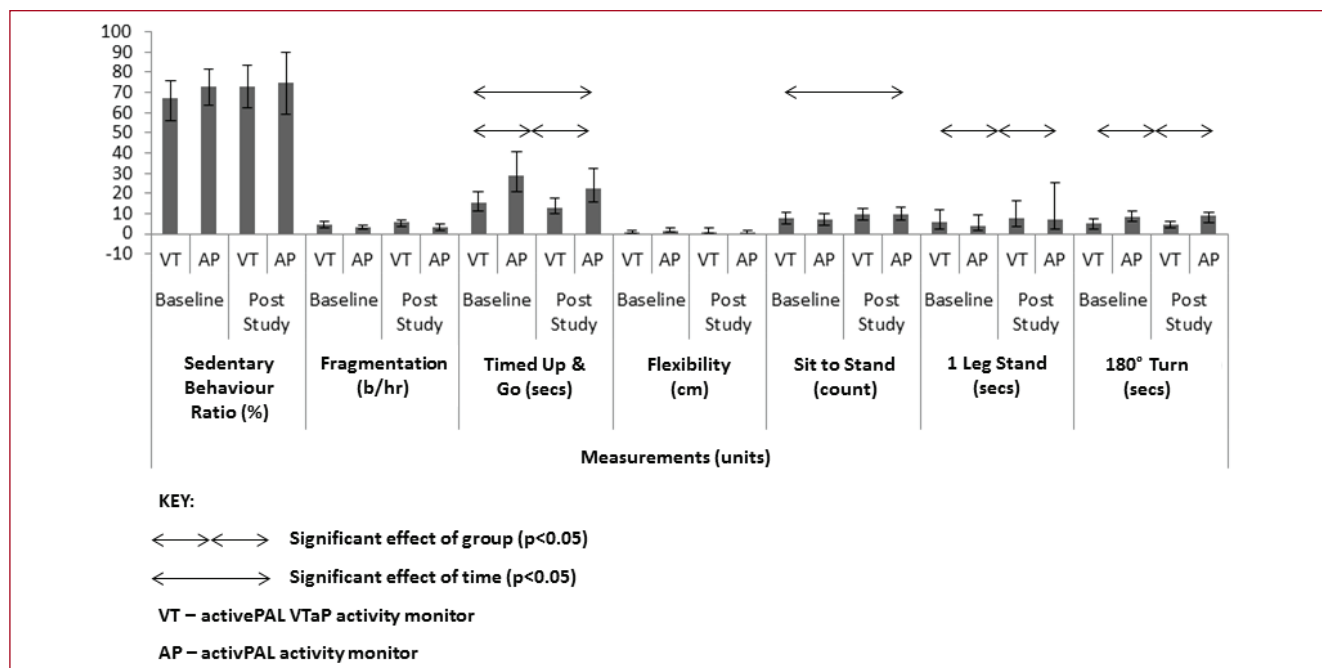 100
90
80
70
60
50
40
30
20
10
0
-10
VT AP VT AP VT AP VT AP VT AP VT AP VT AP VT AP VT AP VT AP VT AP VT AP VT AP VT AP
Baseline Post Baseline Post Baseline Post Baseline Post Baseline Post Baseline Post Baseline Post
Study Study Study Study Study Study Study
Sedentary Fragmentation Timed Up & Flexibility Sit to Stand 1 Leg Stand 180° Turn
Behaviour (b/hr) Go (secs) (cm) (count) (secs) (secs)
Ratio (%)
Measurements (units)
KEY:
Significant effect of group (p<0.05)
Significant effect of time (p<0.05)
VT – activePAL VTaP activity monitor
AP – activPAL activity monitor